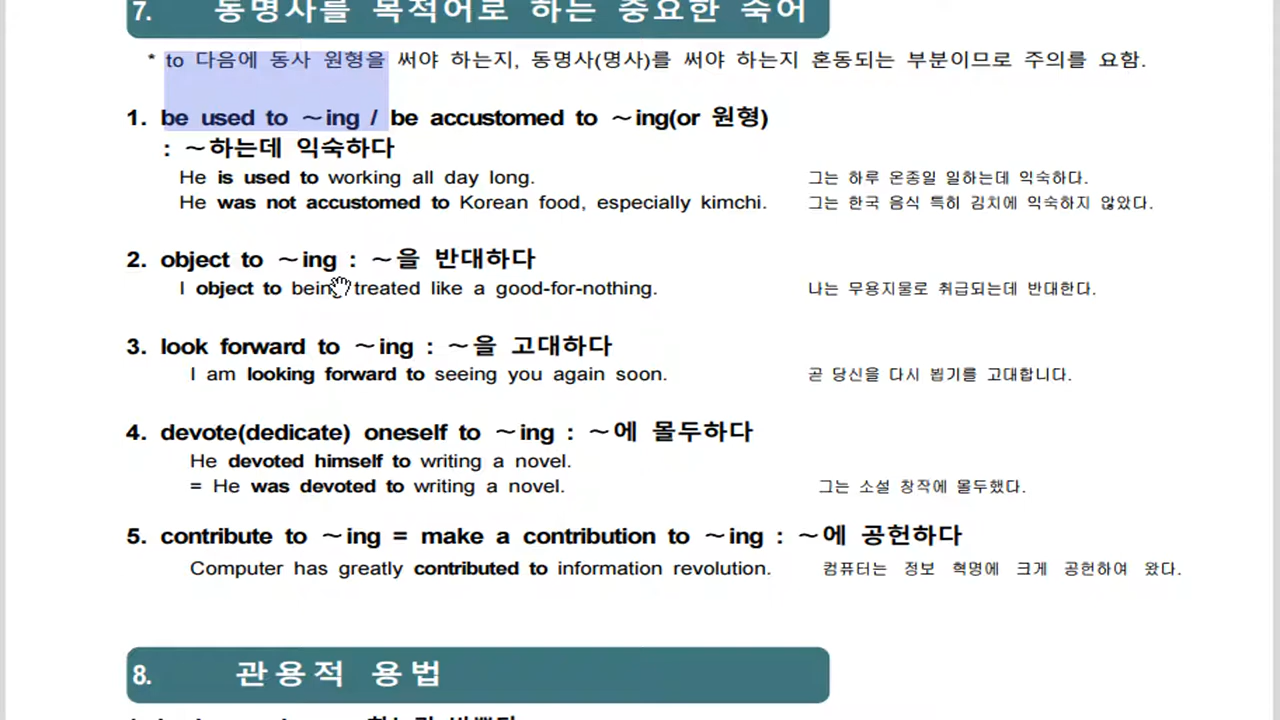 7. 동명사를 목적어로 하는 중요한 숙어
* to 다음에 동사 원형을 써야 하는지, 동명사(명사)를 써야 하는지 혼동되는 부분이므로 주의를 요함.
1. be used to ~ing / be accustomed to ~ing(or 원형)
: ~하는데 익숙하다
He is used to working all day long. 그는 하루 온종일 일하는데 익숙하다.
He was not accustomed to Korean food, especially kimchi. 그는 한국 음식 특히 김치에 익숙하지 않았다.
2. object to ~ing : ~을 반대하다
I object to being treated like a good-for-nothing. 나는 무용지물로 취급되는데 반대한다.
3. look forward to ~ing : ~을 고대하다
I am looking forward to seeing you again soon. 곧 당신을 다시 뵙기를 고대합니다.
4. devote(dedicate) oneself to ~ing : ~에 몰두하다
He devoted himself to writing a novel.
= He was devoted to writing a novel. 그는 소설 창작에 몰두했다.
5. contribute to ~ing = make a contribution to ~ing : ~에 공헌하다
Computer has greatly contributed to information revolution. 컴퓨터는 정보 혁명에 크게 공헌하여 왔다.
8. 관용적 용법